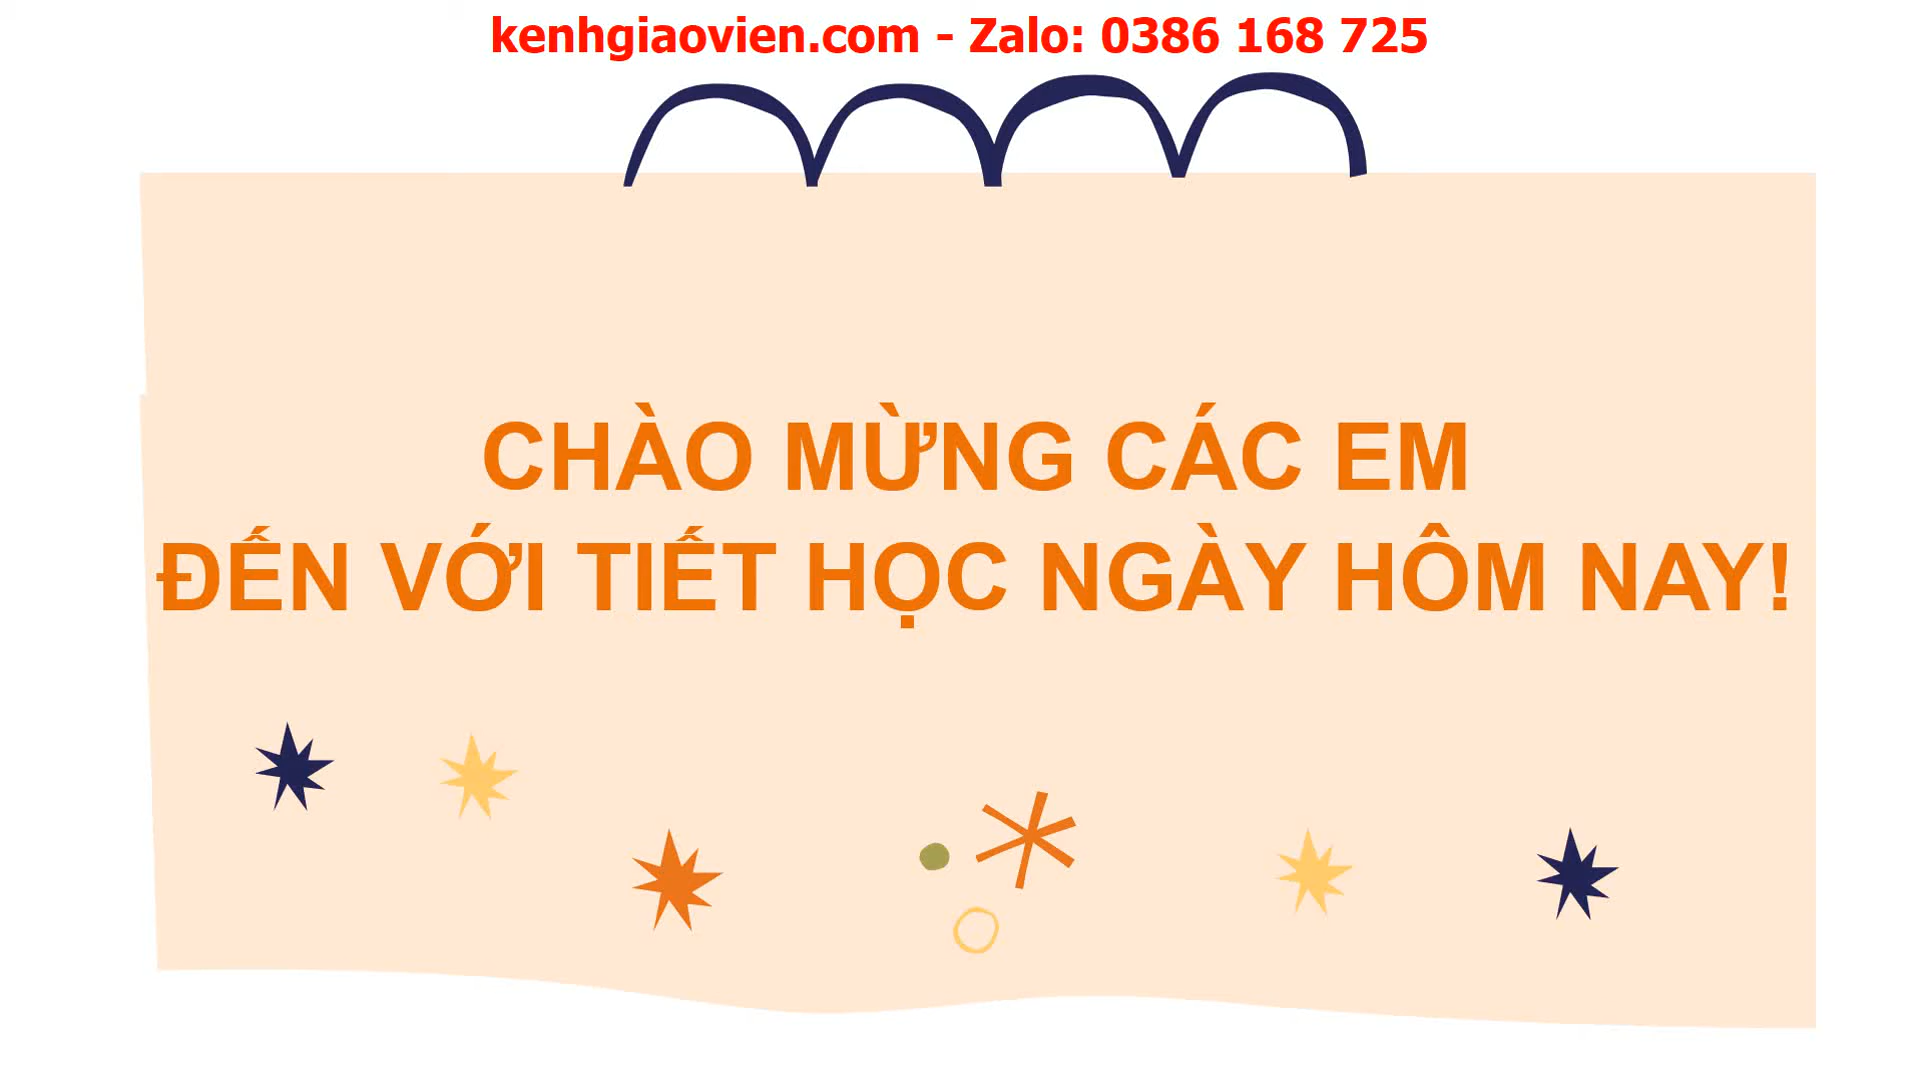 kenhgiaovien.com - Zalo: 0386 168 725
CHÀO MỪNG CÁC EM
ĐẾN VỚI TIẾT HỌC NGÀY HÔM NAY!